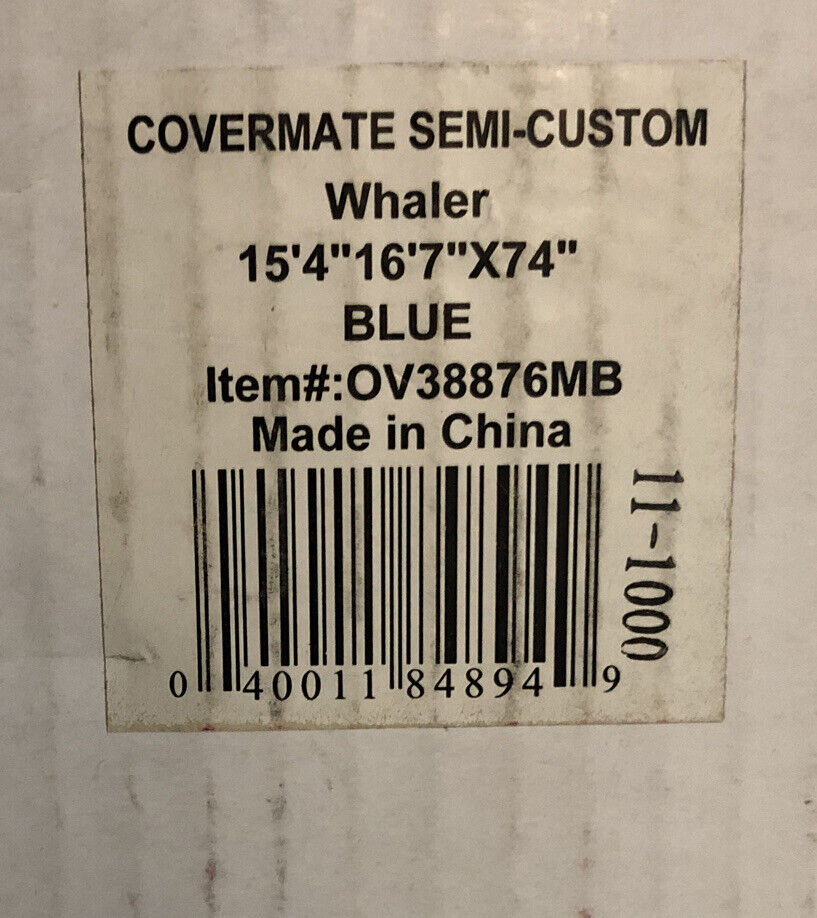 COVERMATE SEMI-CUSTOM
Whaler
15'4"16'7"X74"
BLUE
Item#:OV38876MB
Made in China
11-1000
0 40011 84894 9